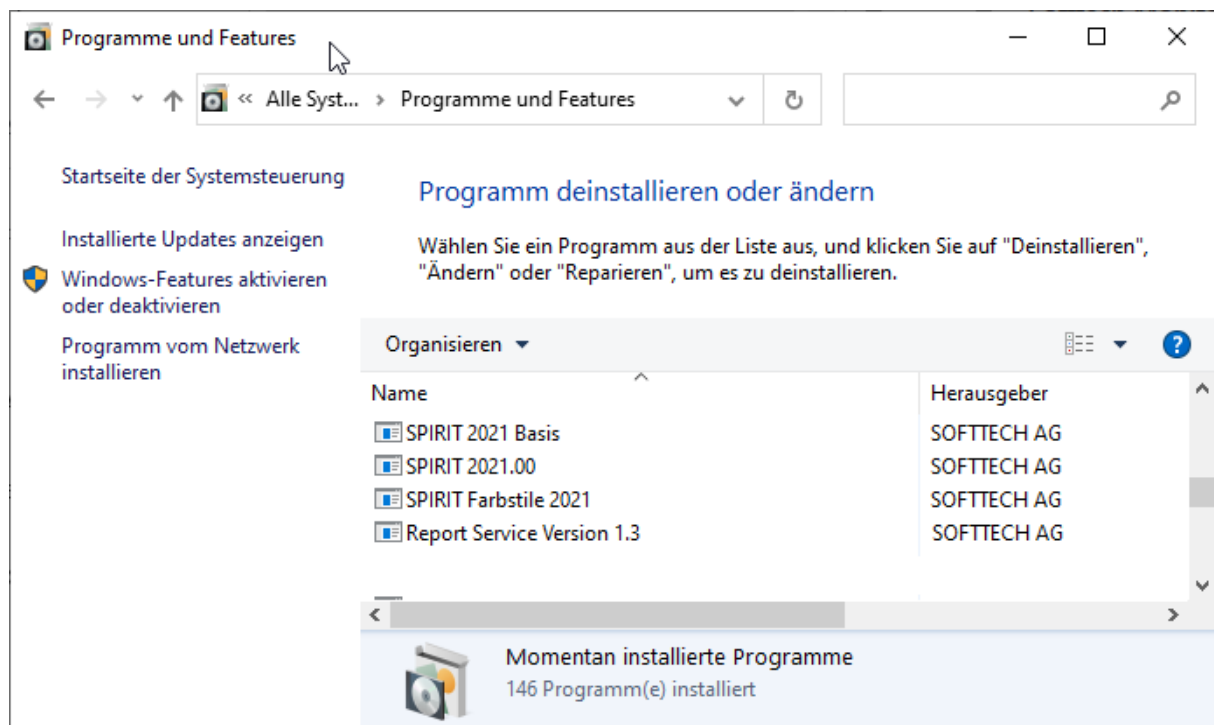 Programme und Features
« Alle Syst... › Programme und Features
Startseite der Systemsteuerung
Installierte Updates anzeigen
Windows-Features aktivieren
oder deaktivieren
Programm vom Netzwerk
installieren
Programm deinstallieren oder ändern
Wählen Sie ein Programm aus der Liste aus, und klicken Sie auf "Deinstallieren",
"Ändern" oder "Reparieren", um es zu deinstallieren.
Organisieren
Name Herausgeber
SPIRIT 2021 Basis SOFTTECH AG
SPIRIT 2021.00 SOFTTECH AG
SPIRIT Farbstile 2021 SOFTTECH AG
Report Service Version 1.3 SOFTTECH AG
Momentan installierte Programme
146 Programm(e) installiert